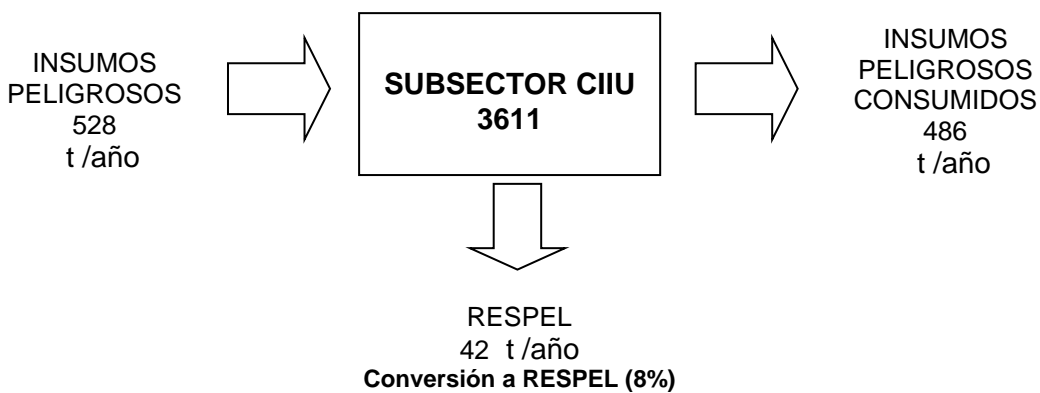 INSUMOS
PELIGROSOS
528
t /año
SUBSECTOR CIIU
3611
INSUMOS
PELIGROSOS
CONSUMIDOS
486
t /año
RESPEL
42 t /año
Conversión a RESPEL (8%)